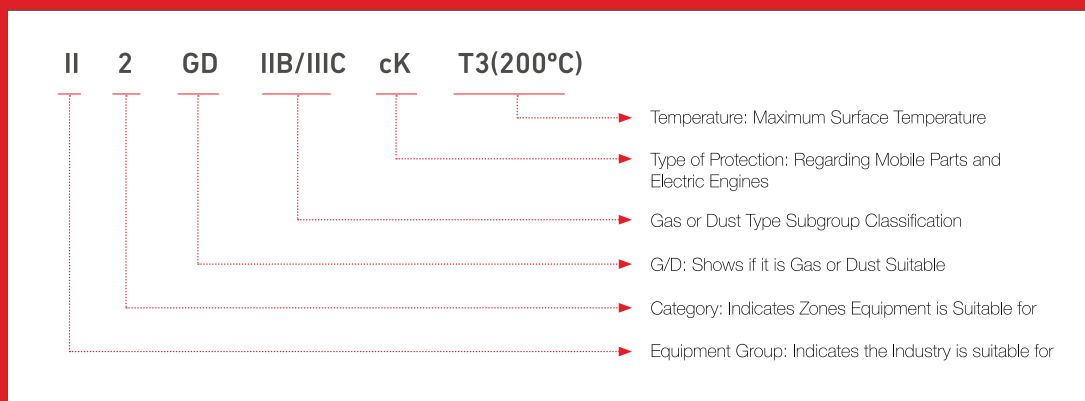 II 2 GD IIB/IIIC cK T3(200°C)
Temperature: Maximum Surface Temperature
Type of Protection: Regarding Mobile Parts and
Electric Engines
Gas or Dust Type Subgroup Classification
G/D: Shows if it is Gas or Dust Suitable
Category: Indicates Zones Equipment is Suitable for
Equipment Group: Indicates the Industry is suitable for